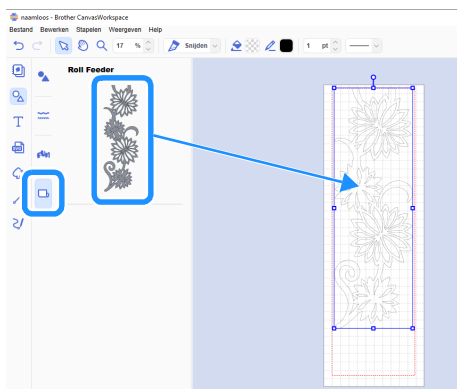 naamloos - Brother CanvasWorkspace
Bestand Bewerken Stapelen Weergeven Help
17 % Snijden 1 pt
Roll Feeder
T